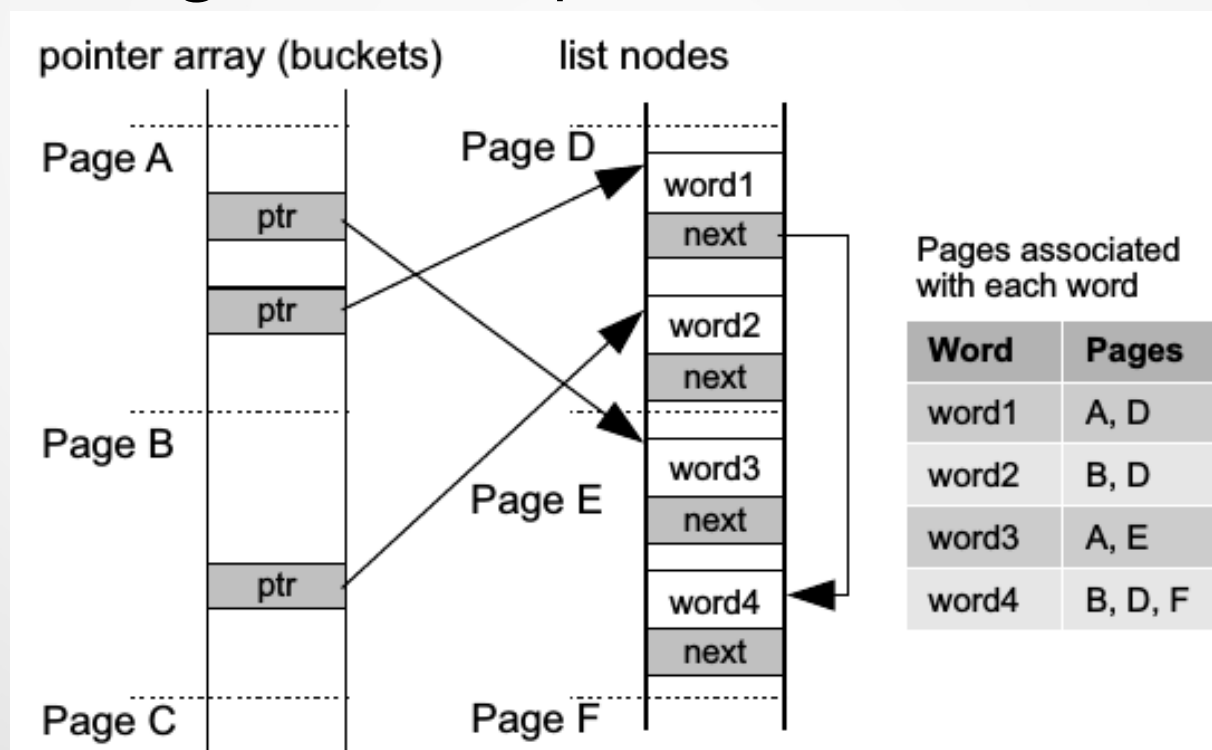 pointer array (buckets)
list nodes
Page A
ptr
ptr
Page B
ptr
Page C
Page D
word1
next
word2
next
Page E
word3
next
word4
next
Page F
Pages associated
with each word
Word Pages
word1 A, D
word2 B, D
word3 A, E
word4 B, D, F